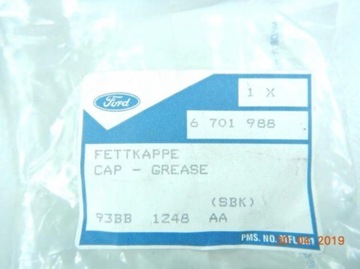 Ford
1 X
6 701 988
FETTKAPPE
CAP - GREASE
(SBK)
93BB 1248 AA
PMS. NO.
2019